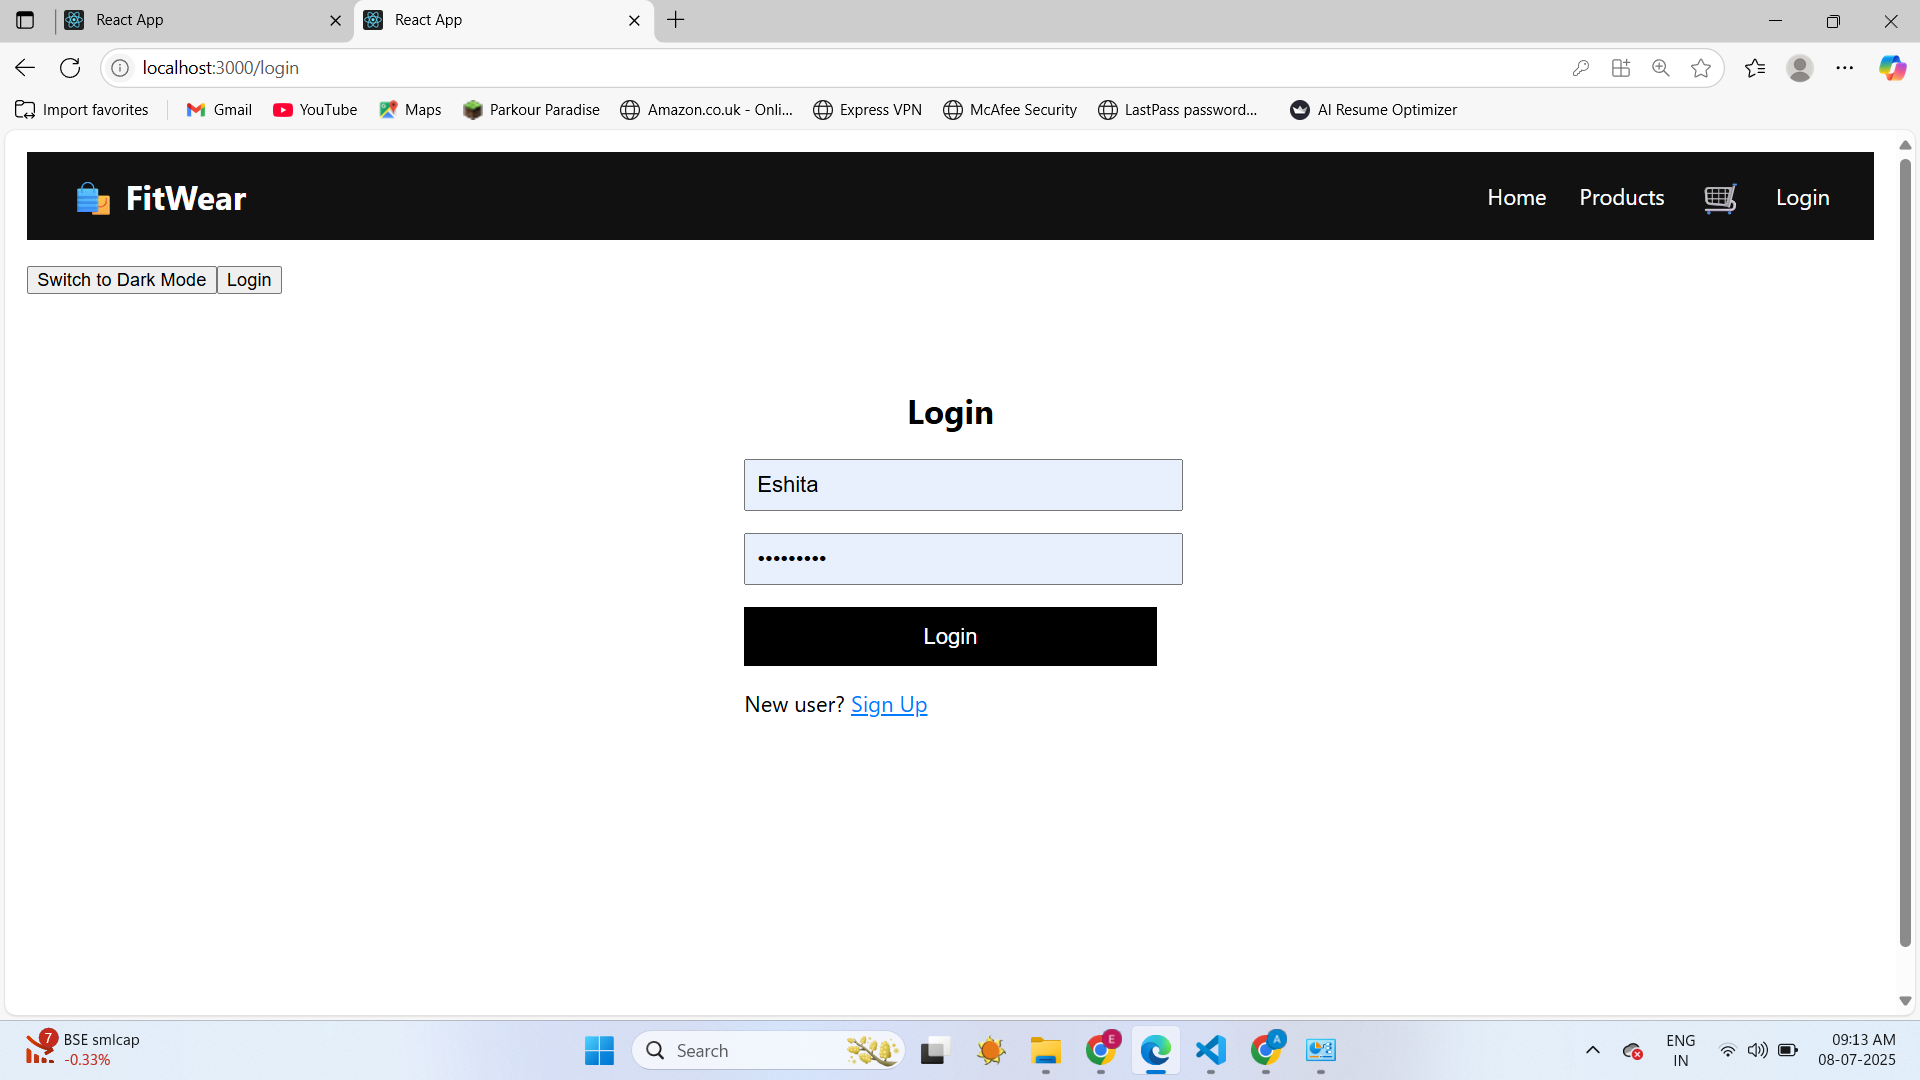 React App
React App
localhost:3000/login
Import favorites
Gmail
YouTube
Maps
Parkour Paradise
Amazon.co.uk - Onli...
Express VPN
McAfee Security
LastPass password...
AI Resume Optimizer
FitWear
Home
Products
Login
Switch to Dark Mode
Login
Login
Eshita
•••••••••
Login
New user? Sign Up
7
BSE smlcap
-0.33%
Search
E
A
ENG
IN
09:13 AM
08-07-2025